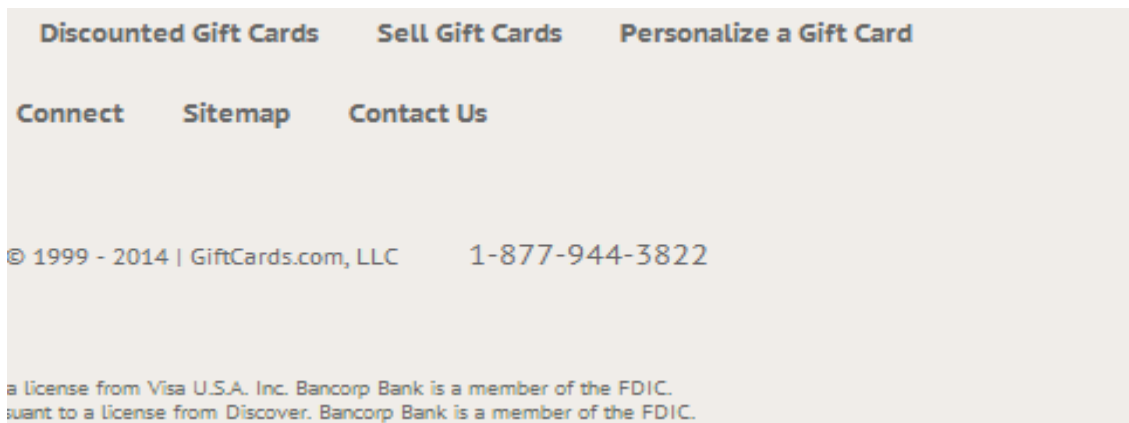 Discounted Gift Cards Sell Gift Cards Personalize a Gift Card
Connect Sitemap Contact Us
© 1999 - 2014 | GiftCards.com, LLC 1-877-944-3822
a license from Visa U.S.A. Inc. Bancorp Bank is a member of the FDIC.
suant to a license from Discover. Bancorp Bank is a member of the FDIC.